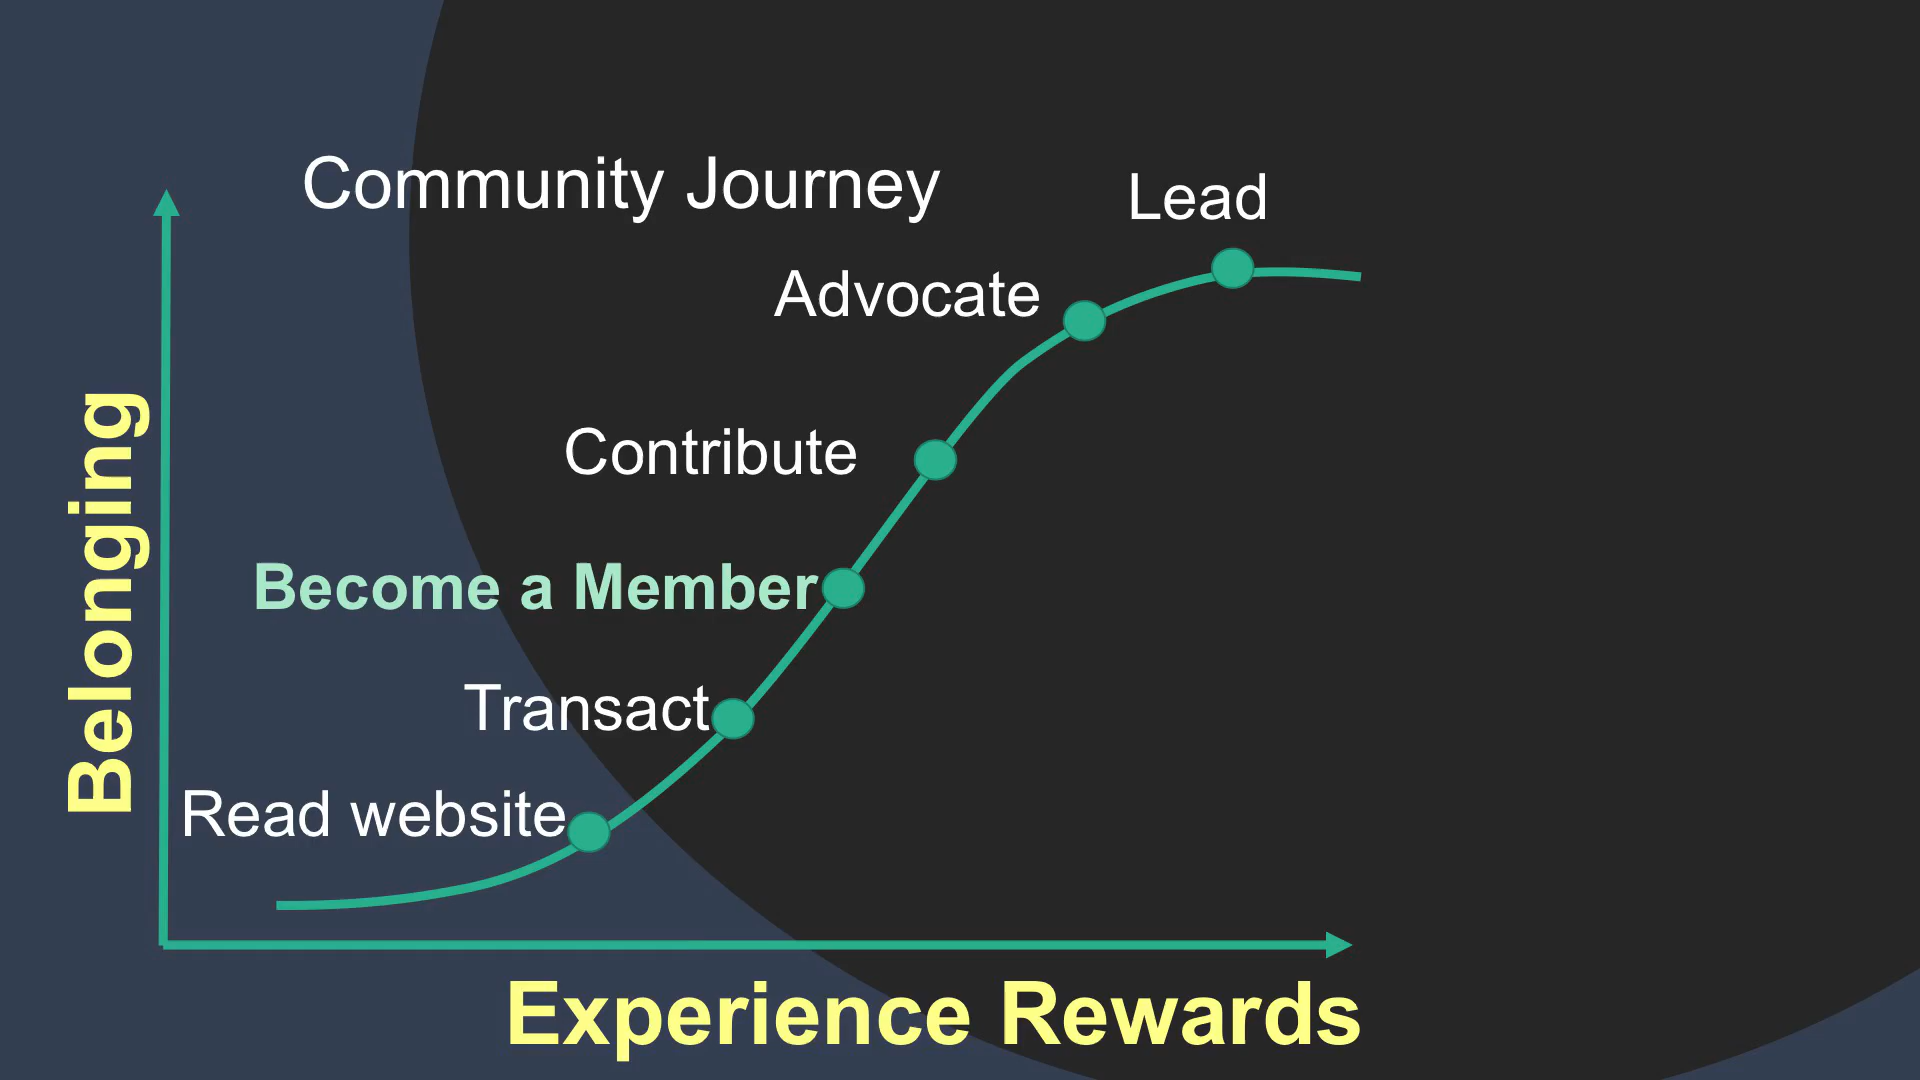 Community Journey
Lead
Advocate
Contribute
Become a Member
Transact
Read website
Belonging
Experience Rewards